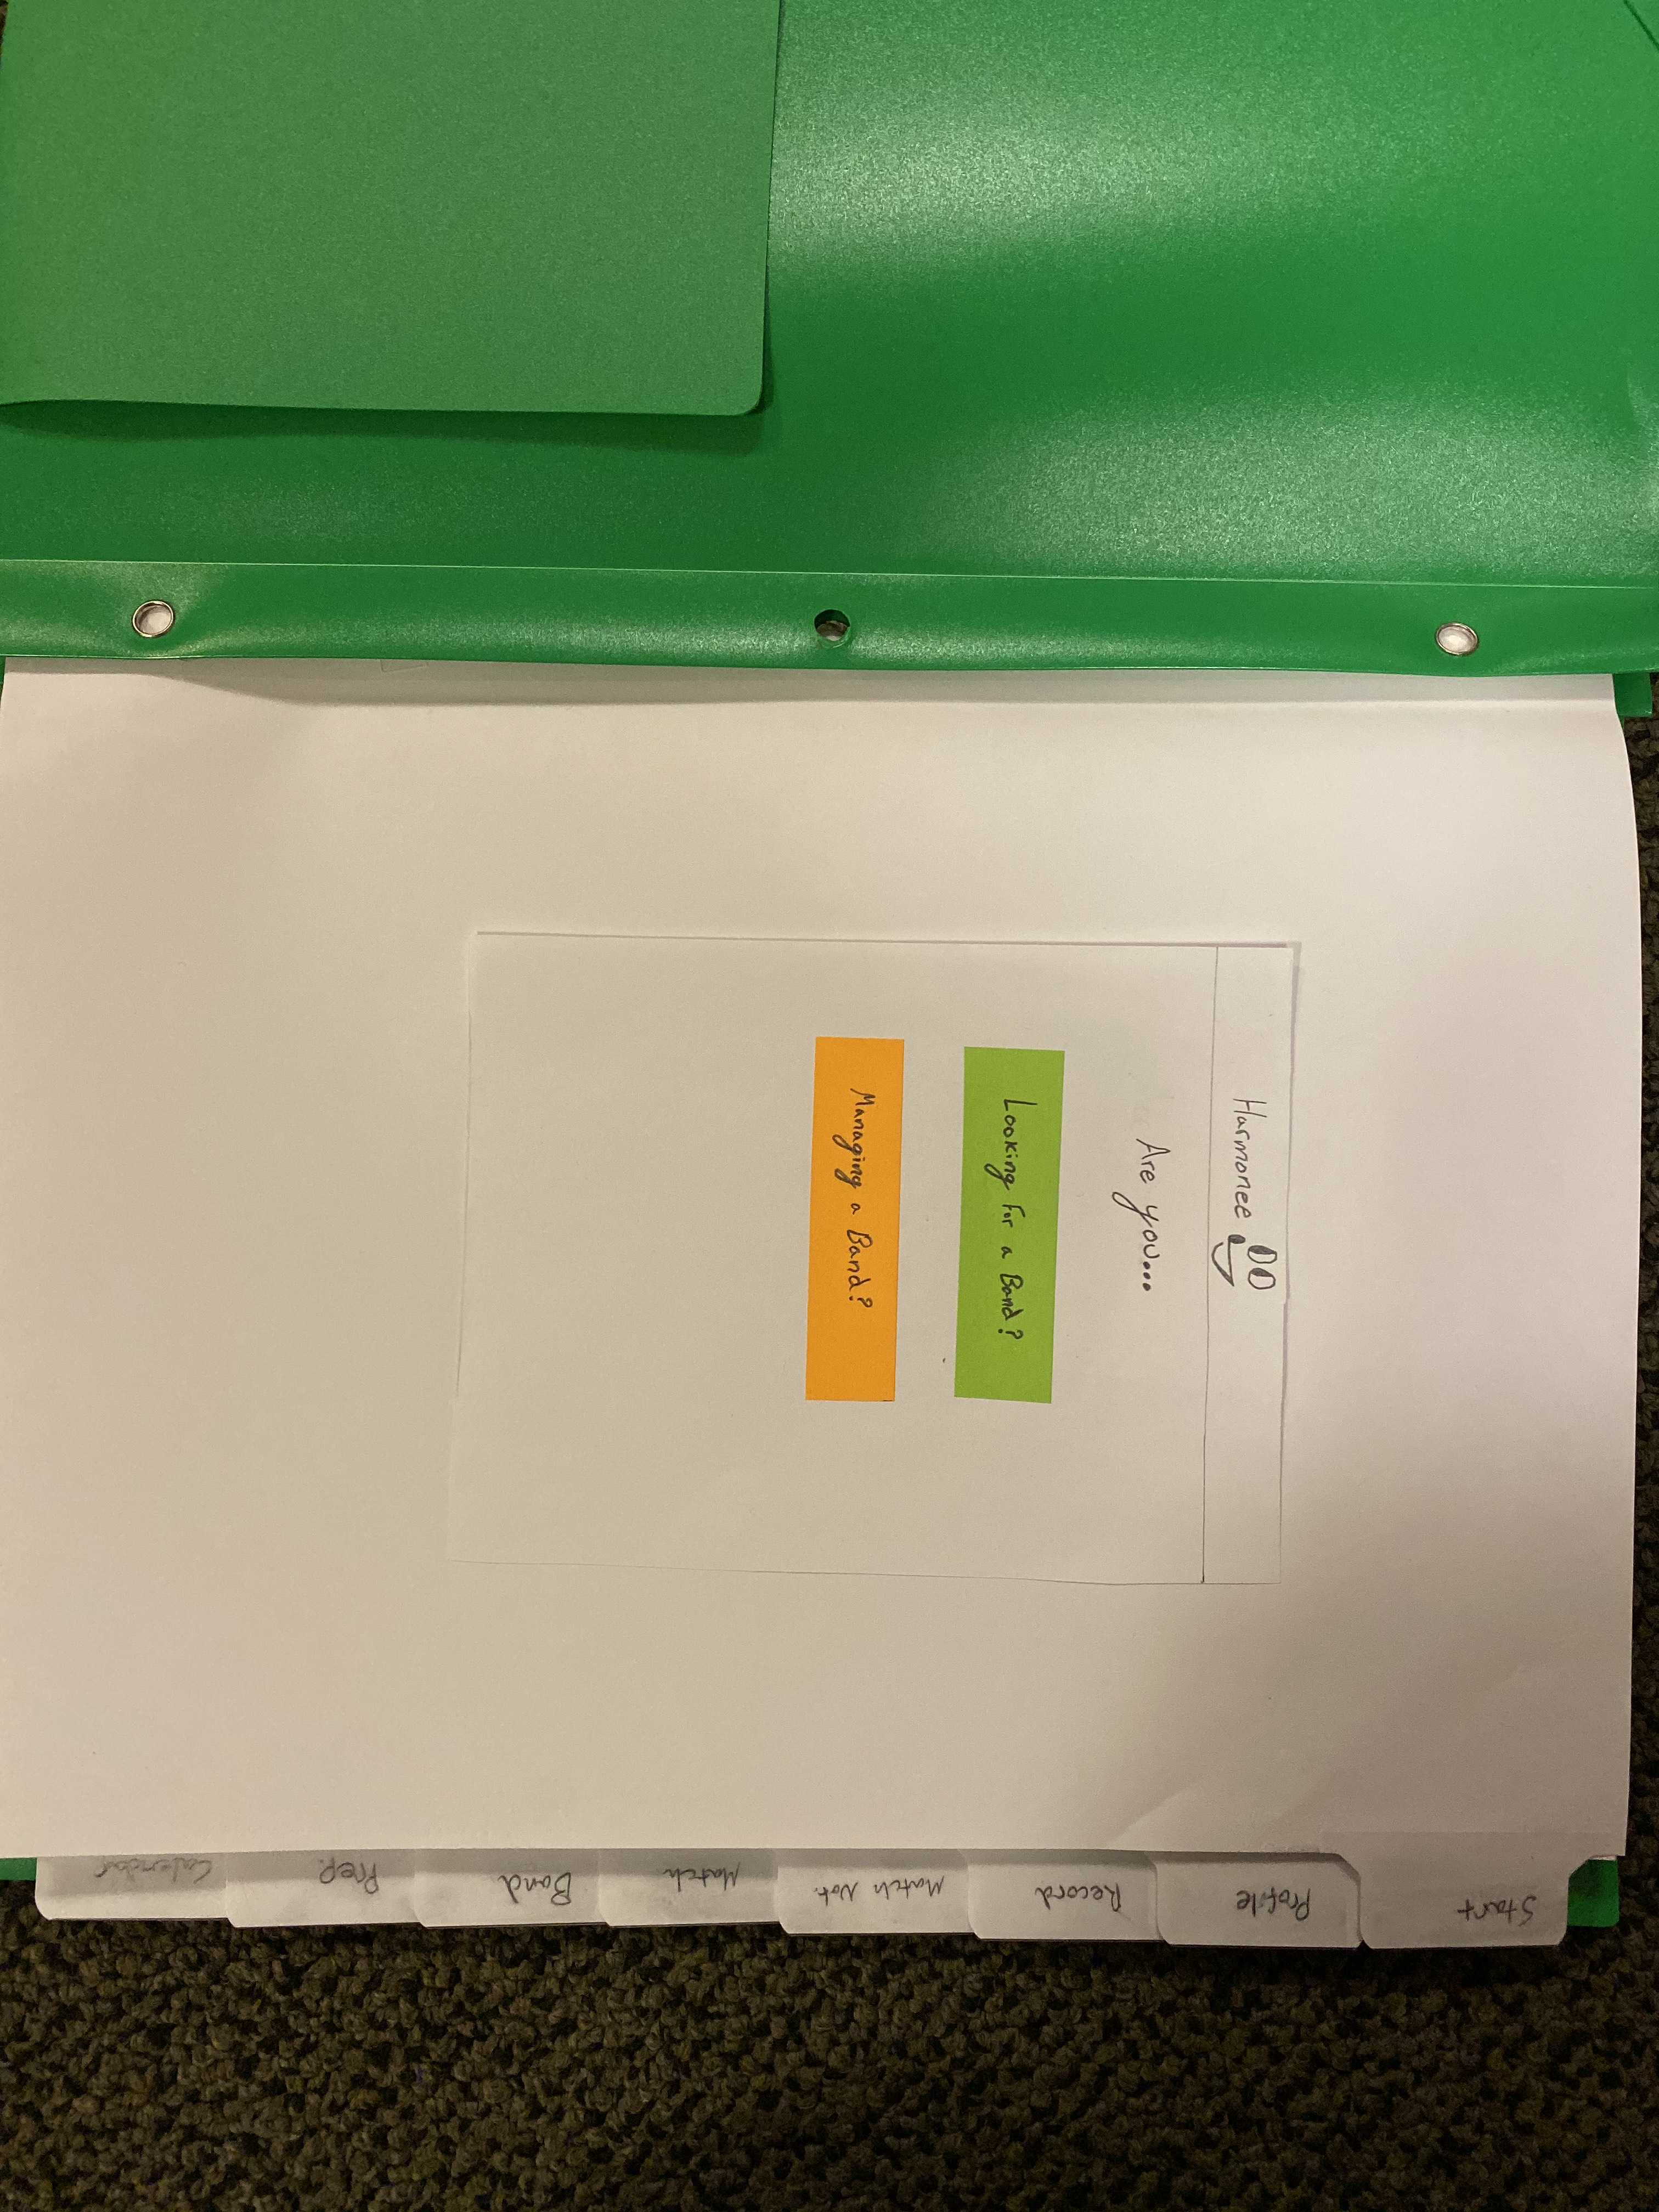 Harmonee
Are you...
Looking For a Band?
Managing a Band?
Start
Profile
Record
Match Not.
Match
Band
Prep.
Calendar